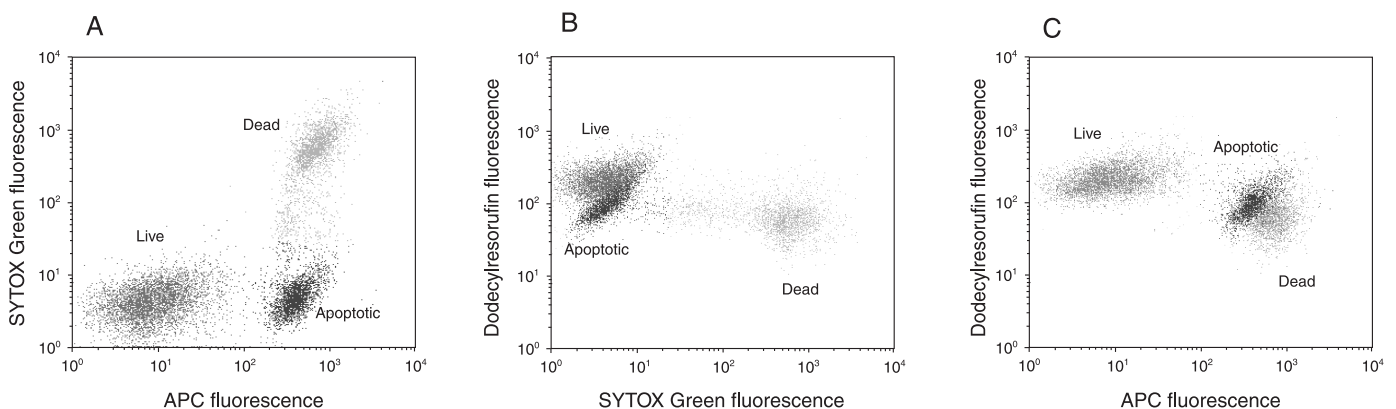 A
SYTOX Green fluorescence
10⁴
10³
10²
10¹
10⁰
Dead
Live
Apoptotic
10⁰ 10¹ 10² 10³ 10⁴
APC fluorescence
B
Dodecylresorufin fluorescence
10⁴
10³
10²
10¹
10⁰
Live
Apoptotic
Dead
10⁰ 10¹ 10² 10³ 10⁴
SYTOX Green fluorescence
C
Dodecylresorufin fluorescence
10⁴
10³
10²
10¹
10⁰
Live
Apoptotic
Dead
10⁰ 10¹ 10² 10³ 10⁴
APC fluorescence